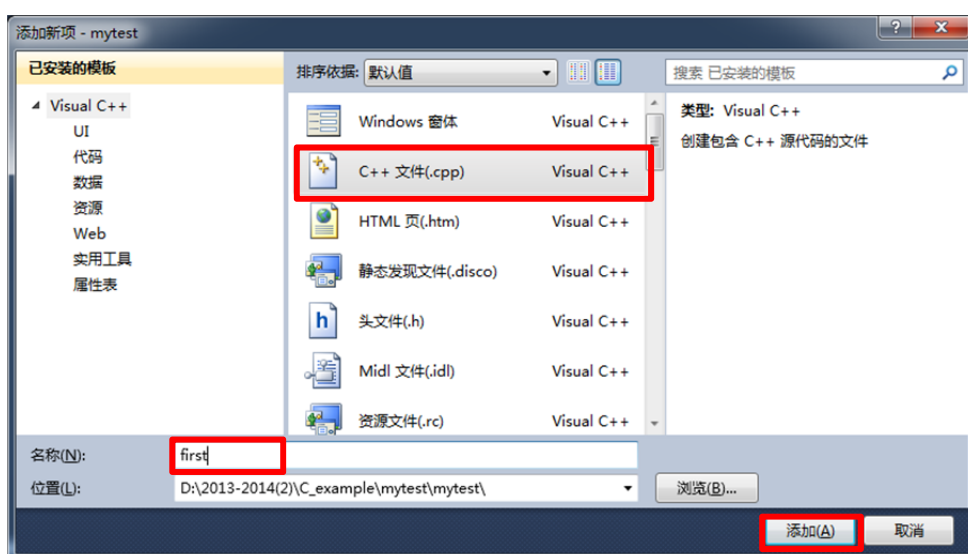 添加新项 - mytest
已安装的模板
排序依据: 默认值
搜索 已安装的模板
Visual C++
UI
代码
数据
资源
Web
实用工具
属性表
Windows 窗体 Visual C++
C++ 文件(.cpp) Visual C++
HTML 页(.htm) Visual C++
静态发现文件(.disco) Visual C++
头文件(.h) Visual C++
Midl 文件(.idl) Visual C++
资源文件(.rc) Visual C++
类型: Visual C++
创建包含 C++ 源代码的文件
名称(N): first
位置(L): D:\2013-2014(2)\C_example\mytest\mytest\ 浏览(B)...
添加(A) 取消